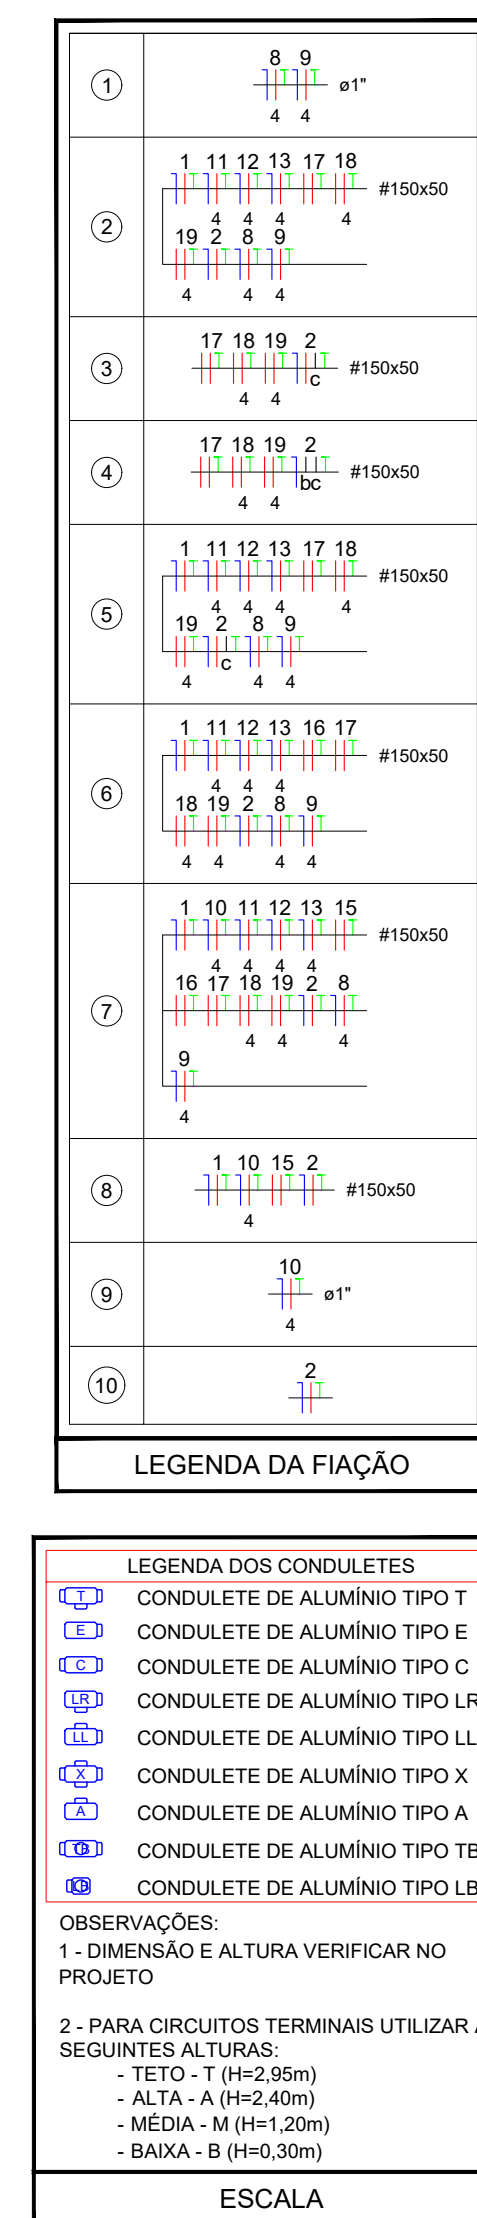 1
8 9
ø1"
4 4
2
1 11 12 13 17 18
#150x50
4 4 4 4
19 2 8 9
4 4 4
3
17 18 19 2
#150x50
c
4 4
4
17 18 19 2
#150x50
bc
4 4
5
1 11 12 13 17 18
#150x50
4 4 4 4
19 2 8 9
c
4 4 4
6
1 11 12 13 16 17
#150x50
4 4 4
18 19 2 8 9
4 4 4 4
7
1 10 11 12 13 15
#150x50
4 4 4 4
16 17 18 19 2 8
4 4 4
9
4
8
1 10 15 2
#150x50
4
9
10
ø1"
4
10
2
LEGENDA DA FIAÇÃO
LEGENDA DOS CONDULETES
T CONDULETE DE ALUMÍNIO TIPO T
E CONDULETE DE ALUMÍNIO TIPO E
C CONDULETE DE ALUMÍNIO TIPO C
LR CONDULETE DE ALUMÍNIO TIPO LR
LL CONDULETE DE ALUMÍNIO TIPO LL
X CONDULETE DE ALUMÍNIO TIPO X
A CONDULETE DE ALUMÍNIO TIPO A
TB CONDULETE DE ALUMÍNIO TIPO TB
CONDULETE DE ALUMÍNIO TIPO LB
OBSERVAÇÕES:
1 - DIMENSÃO E ALTURA VERIFICAR NO
PROJETO
2 - PARA CIRCUITOS TERMINAIS UTILIZAR
SEGUINTES ALTURAS:
- TETO - T (H=2,95m)
- ALTA - A (H=2,40m)
- MÉDIA - M (H=1,20m)
- BAIXA - B (H=0,30m)
ESCALA